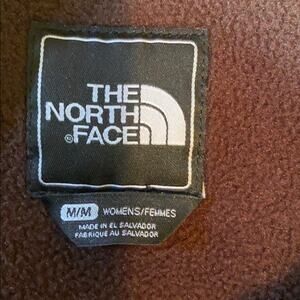 THE
NORTH
FACE
M/M WOMENS/FEMMES
MADE IN EL SALVADOR
FABRIQUE AU SALVADOR